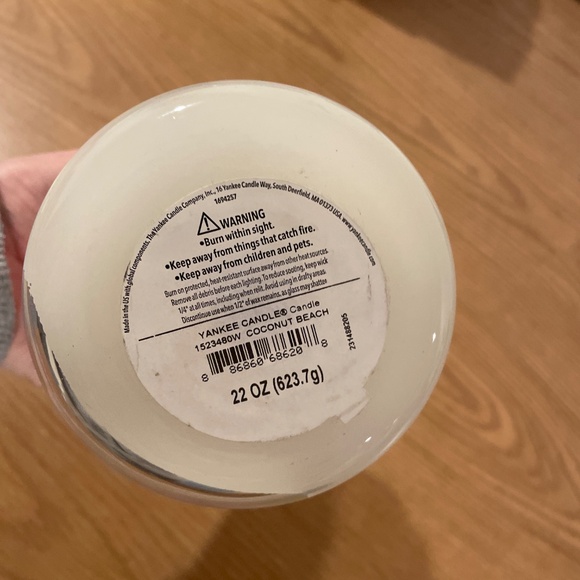 Made in the US with global components. The Yankee Candle Company, Inc., 16 Yankee Candle Way, South Deerfield, MA 01373 USA. www.yankeecandle.com
1694257
WARNING
•Burn within sight.
•Keep away from things that catch fire.
•Keep away from children and pets.
Burn on protected, heat-resistant surface away from other heat sources.
Remove all debris before each lighting. To reduce sooting, keep wick
1/4" at all times, including when relit. Avoid using in drafty areas.
Discontinue use when 1/2" of wax remains, as glass may shatter
YANKEE CANDLE® Candle
1523480W COCONUT BEACH
8 86860 68620 8
22 OZ (623.7g)
231488205